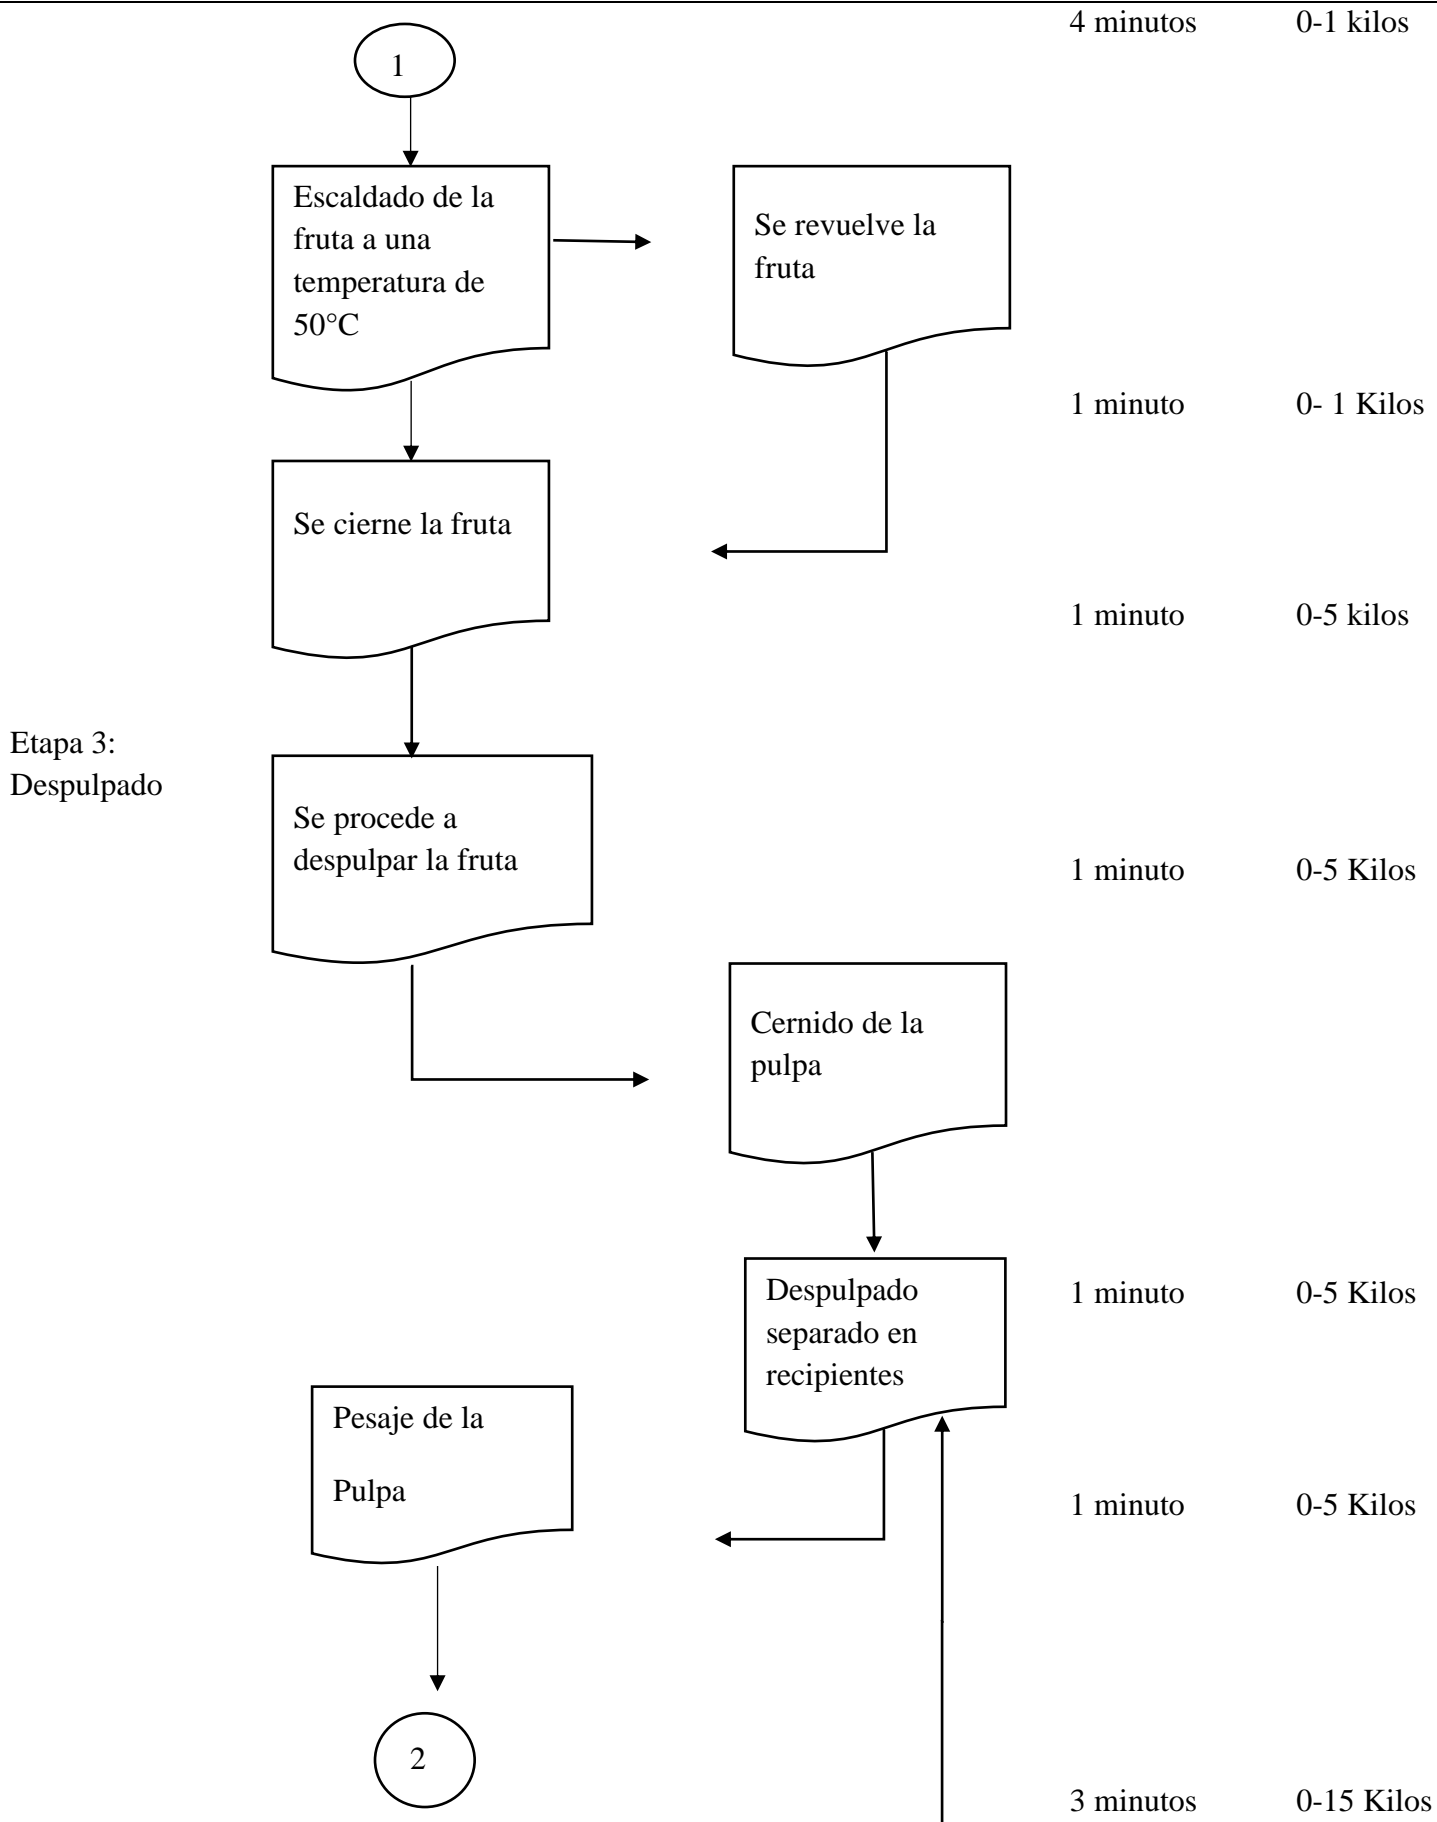 4 minutos 0-1 kilos
1
Escaldado de la
fruta a una
temperatura de
50°C
Se revuelve la
fruta
1 minuto 0- 1 Kilos
Se cierne la fruta
1 minuto 0-5 kilos
Etapa 3:
Despulpado
Se procede a
despulpar la fruta
1 minuto 0-5 Kilos
Cernido de la
pulpa
Despulpado
separado en
recipientes
1 minuto 0-5 Kilos
Pesaje de la
Pulpa
1 minuto 0-5 Kilos
2
3 minutos 0-15 Kilos